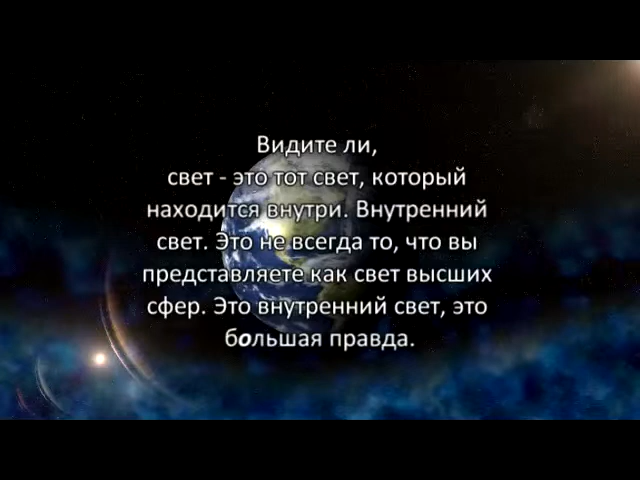 Видите ли,
свет - это тот свет, который
находится внутри. Внутренний
свет. Это не всегда то, что вы
представляете как свет высших
сфер. Это внутренний свет, это
большая правда.